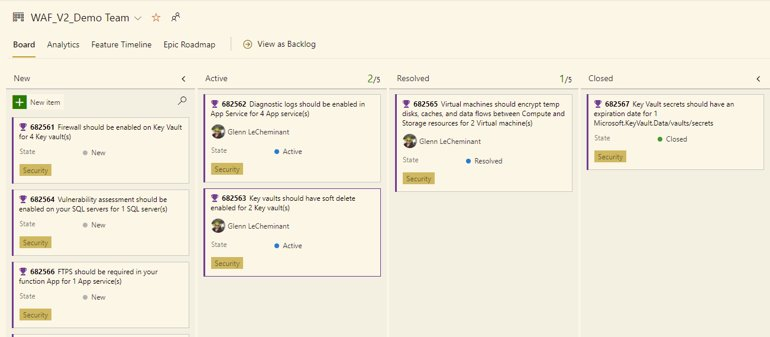 WAF_V2_Demo Team
Board Analytics Feature Timeline Epic Roadmap View as Backlog
New
New item
682561 Firewall should be enabled on Key Vault
for 4 Key vault(s)
State New
Security
682564 Vulnerability assessment should be
enabled on your SQL servers for 1 SQL server(s)
State New
Security
682566 FTPS should be required in your
function App for 1 App service(s)
State New
Security
Active 2/5
682562 Diagnostic logs should be enabled in
App Service for 4 App service(s)
Glenn LeCheminant
State Active
Security
682563 Key vaults should have soft delete
enabled for 2 Key vault(s)
Glenn LeCheminant
State Active
Security
Resolved 1/5
682565 Virtual machines should encrypt temp
disks, caches, and data flows between Compute and
Storage resources for 2 Virtual machine(s)
Glenn LeCheminant
State Resolved
Security
Closed
682567 Key Vault secrets should have an
expiration date for 1
Microsoft.KeyVault.Data/vaults/secrets
State Closed
Security